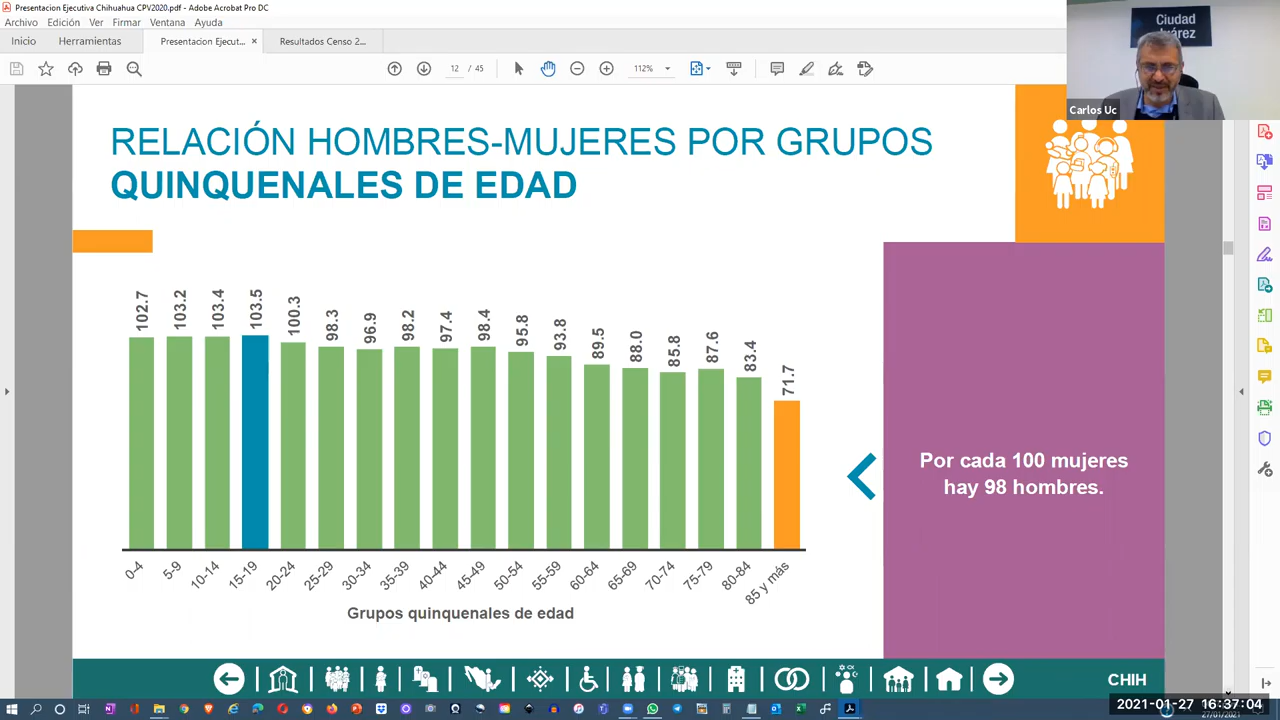 Presentacion Ejecutiva Chihuahua CPV2020.pdf - Adobe Acrobat Pro DC
Archivo Edición Ver Firmar Ventana Ayuda
Inicio Herramientas Presentacion Ejecut... × Resultados Censo 2...
12 / 45 112%
Ciudad
Juárez
Carlos Uc
RELACIÓN HOMBRES-MUJERES POR GRUPOS
QUINQUENALES DE EDAD
102.7 103.2 103.4 103.5 100.3 98.3 96.9 98.2 97.4 98.4 95.8 93.8 89.5 88.0 85.8 87.6 83.4 71.7
0-4 5-9 10-14 15-19 20-24 25-29 30-34 35-39 40-44 45-49 50-54 55-59 60-64 65-69 70-74 75-79 80-84 85 y más
Grupos quinquenales de edad
Por cada 100 mujeres
hay 98 hombres.
CHIH
2021-01-27 16:37:04
27/01/2021